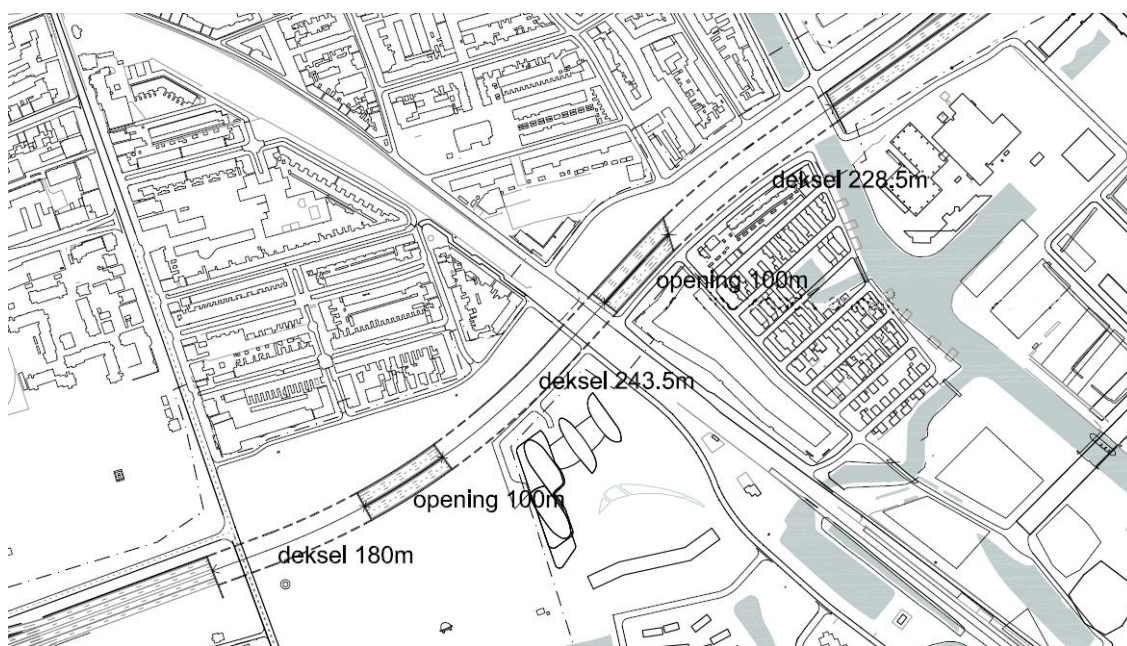 deksel 228.5m
opening 100m
deksel 243.5m
opening 100m
deksel 180m